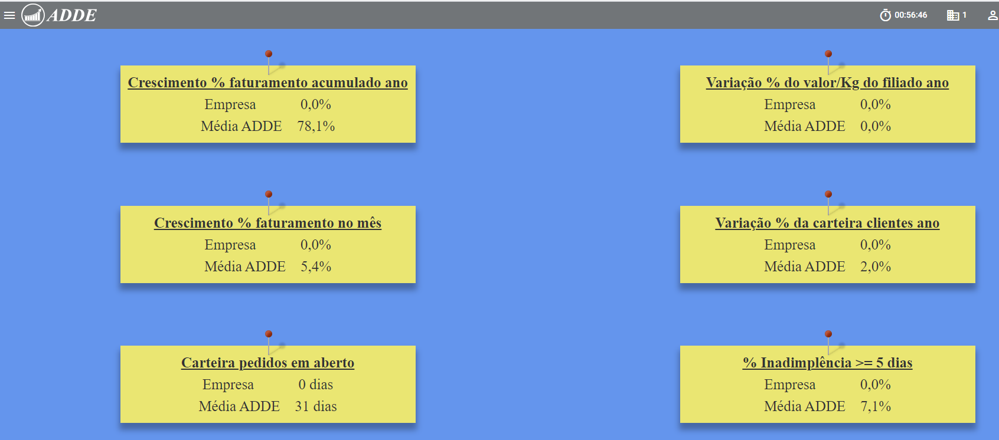 ADDE
00:56:46
1
Crescimento % faturamento acumulado ano
Empresa 0,0%
Média ADDE 78,1%
Variação % do valor/Kg do filiado ano
Empresa 0,0%
Média ADDE 0,0%
Crescimento % faturamento no mês
Empresa 0,0%
Média ADDE 5,4%
Variação % da carteira clientes ano
Empresa 0,0%
Média ADDE 2,0%
Carteira pedidos em aberto
Empresa 0 dias
Média ADDE 31 dias
% Inadimplência >= 5 dias
Empresa 0,0%
Média ADDE 7,1%